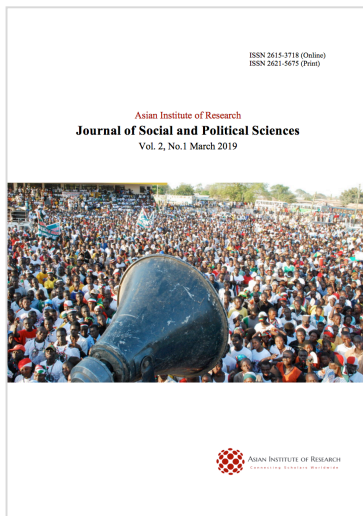 ISSN 2615-3718 (Online)
ISSN 2621-5675 (Print)
Asian Institute of Research
Journal of Social and Political Sciences
Vol. 2, No.1 March 2019
ASIAN INSTITUTE OF RESEARCH
Connecting Scholars Worldwide